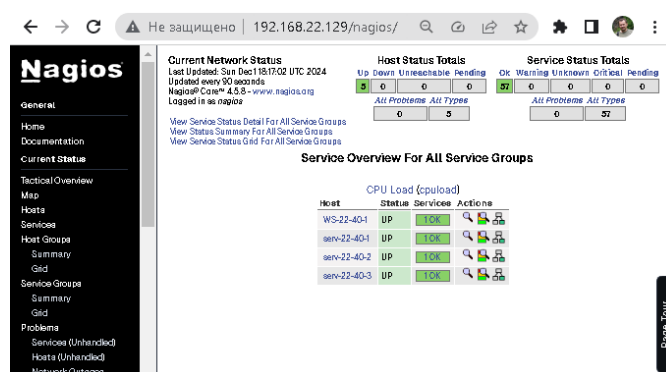 Не защищено | 192.168.22.129/nagios/
Nagios
General
Home
Documentation
Current Status
Tactical Overview
Map
Hosts
Services
Host Groups
Summary
Grid
Service Groups
Summary
Grid
Problems
Services (Unhandled)
Hosts (Unhandled)
Network Outages
Current Network Status
Last Updated: Sun Dec 1 18:17:02 UTC 2024
Updated every 90 seconds
Nagios® Core™ 4.5.8 - www.nagios.org
Logged in as nagios
View Service Status Detail For All Service Groups
View Status Summary For All Service Groups
View Service Status Grid For All Service Groups
Host Status Totals
Up Down Unreachable Pending
5 0 0 0
All Problems All Types
0 5
Service Status Totals
Ok Warning Unknown Critical Pending
57 0 0 0 0
All Problems All Types
0 57
Service Overview For All Service Groups
CPU Load (cpuload)
Host Status Services Actions
WS-22-40-1 UP 1 OK
serv-22-40-1 UP 1 OK
serv-22-40-2 UP 1 OK
serv-22-40-3 UP 1 OK
Page Tour